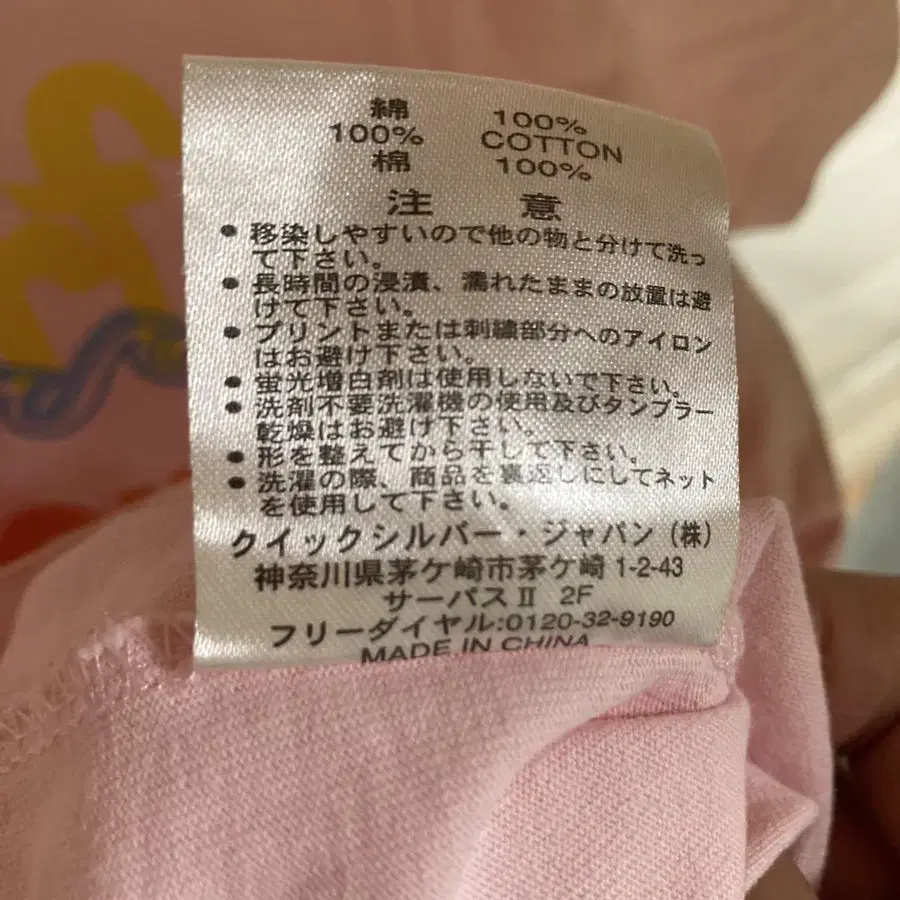 綿 100%
100% COTTON
棉 100%
注 意
• 移染しやすいので他の物と分けて洗っ
て下さい。
• 長時間の浸漬、濡れたままの放置は避
けて下さい。
• プリントまたは刺繍部分へのアイロン
はお避け下さい。
• 蛍光増白剤は使用しないで下さい。
• 洗剤不要洗濯機の使用及びタンブラー
乾燥はお避け下さい。
• 形を整えてから干して下さい。
• 洗濯の際、商品を裏返しにしてネット
を使用して下さい。
クイックシルバー・ジャパン(株)
神奈川県茅ケ崎市茅ケ崎 1-2-43
サーパスⅡ 2F
フリーダイヤル:0120-32-9190
MADE IN CHINA